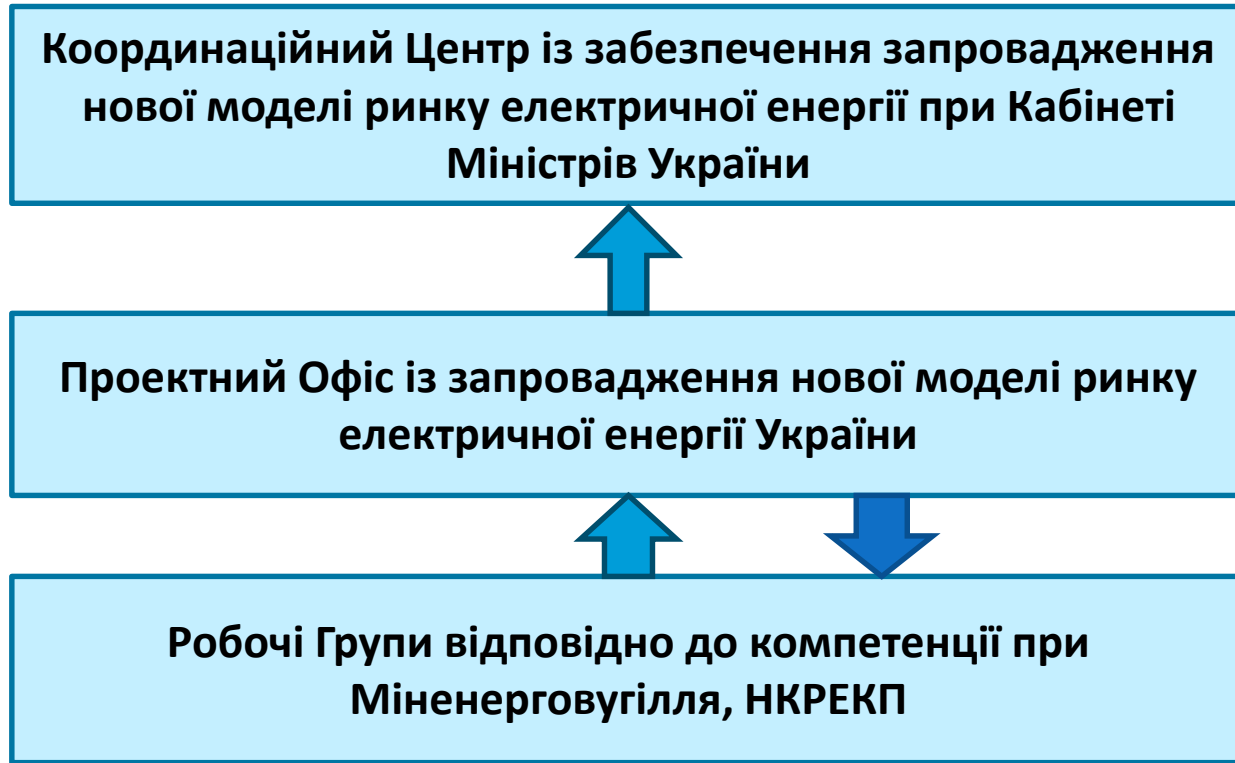 Координаційний Центр із забезпечення запровадження
нової моделі ринку електричної енергії при Кабінеті
Міністрів України
Проектний Офіс із запровадження нової моделі ринку
електричної енергії України
Робочі Групи відповідно до компетенції при
Міненерговугілля, НКРЕКП